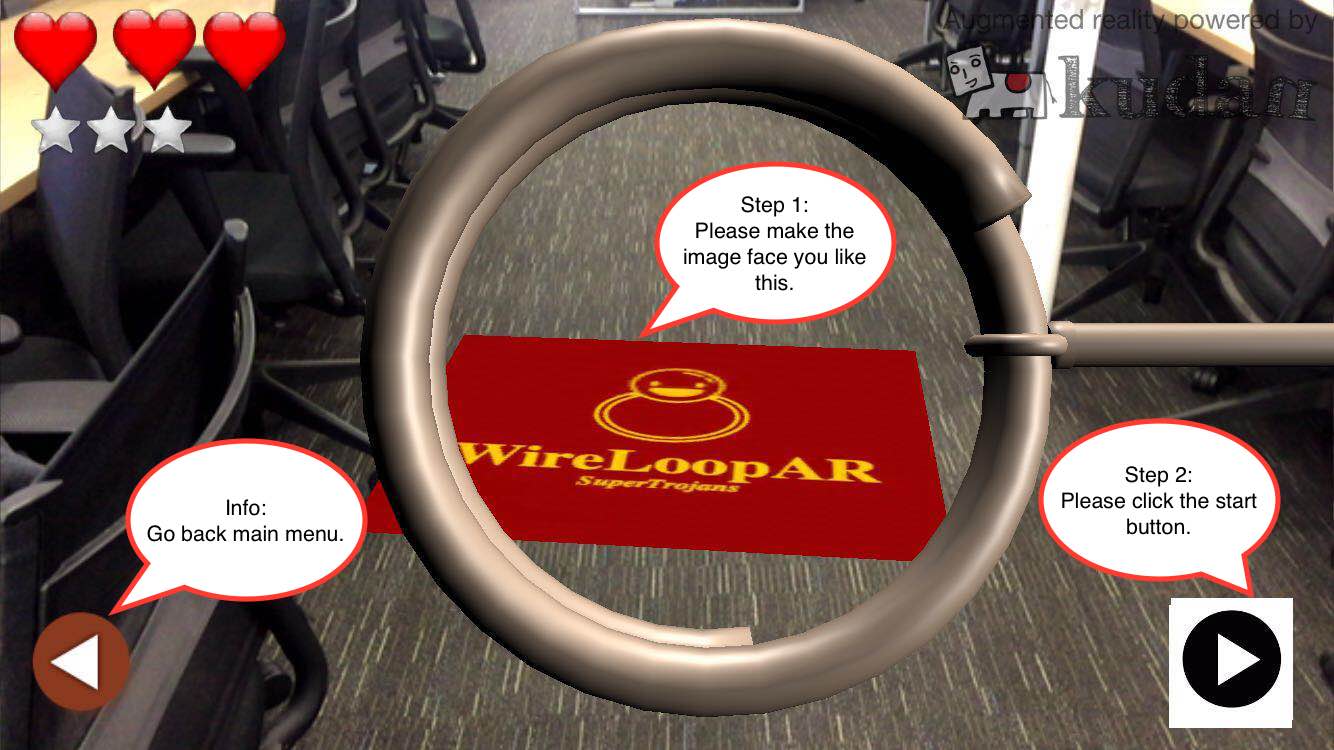 Augmented reality powered by
kudan
Step 1:
Please make the
image face you like
this.
WireLoopAR
SuperTrojans
Info:
Go back main menu.
Step 2:
Please click the start
button.